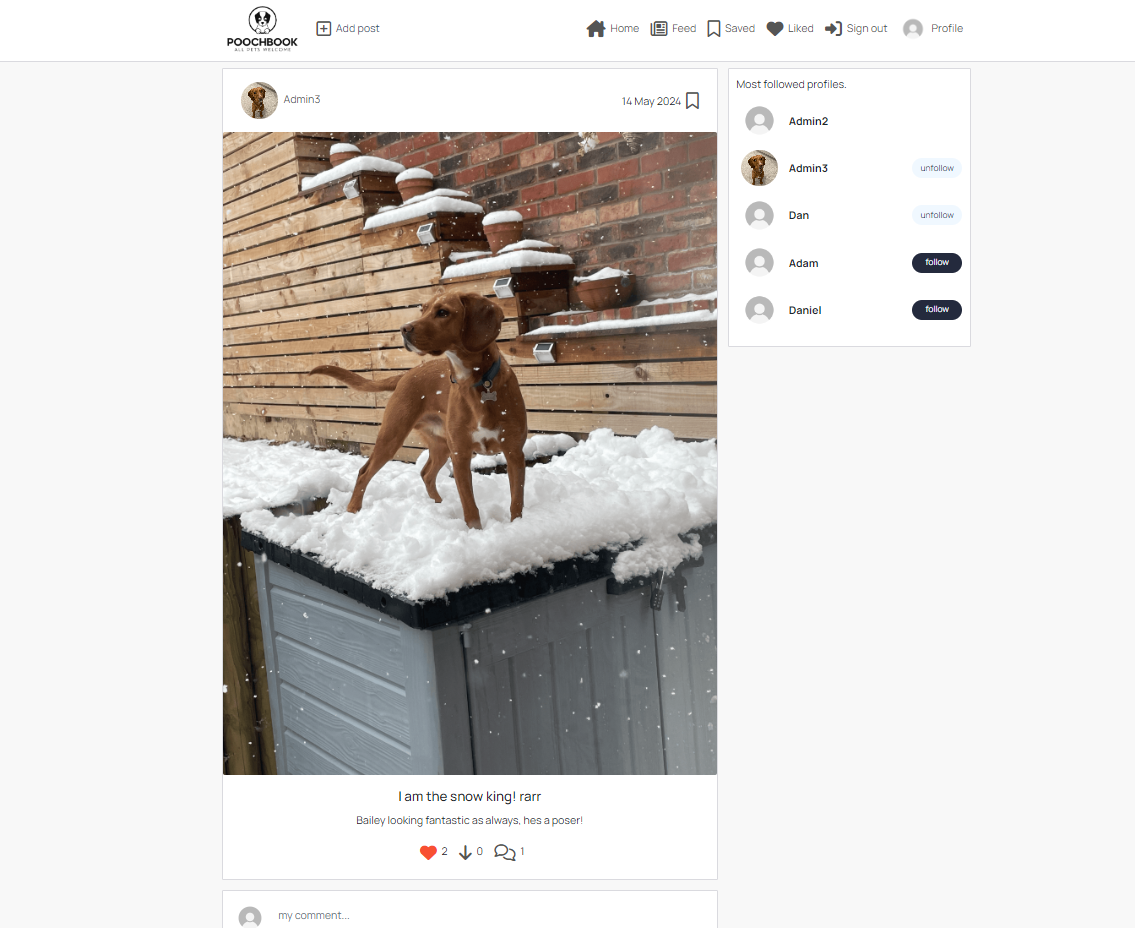 POOCHBOOK
ALL PETS WELCOME
Add post
Home
Feed
Saved
Liked
Sign out
Profile
Admin3
14 May 2024
I am the snow king! rarr
Bailey looking fantastic as always, hes a poser!
2
0
1
my comment...
Most followed profiles.
Admin2
Admin3
unfollow
Dan
unfollow
Adam
follow
Daniel
follow